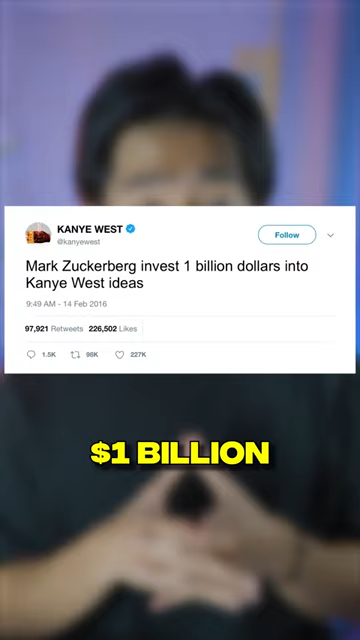 KANYE WEST
@kanyewest
Follow
Mark Zuckerberg invest 1 billion dollars into
Kanye West ideas
9:49 AM - 14 Feb 2016
97,921 Retweets 226,502 Likes
1.5K 98K 227K
$1 BILLION